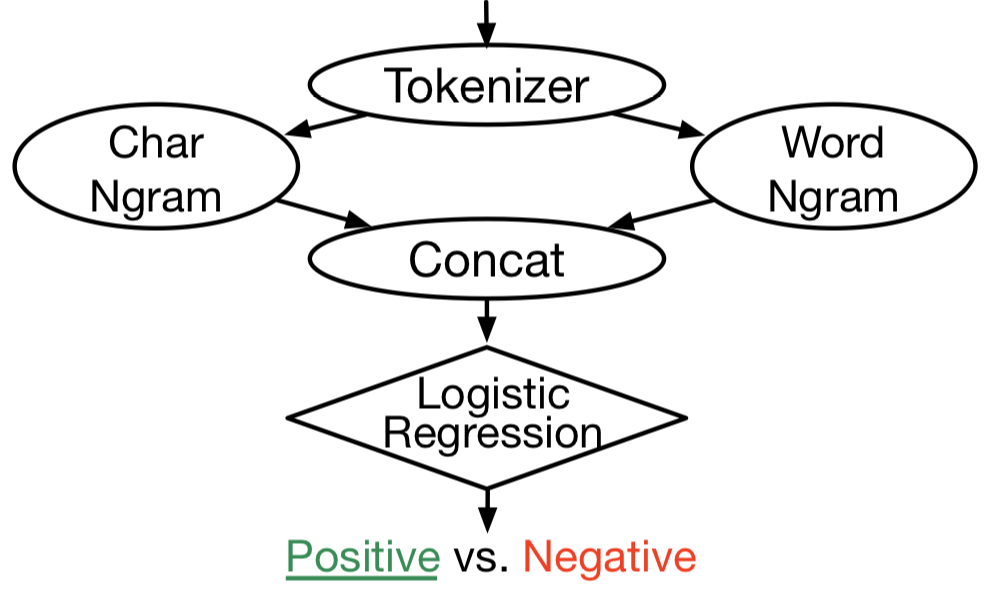 Tokenizer
Char
Ngram
Word
Ngram
Concat
Logistic
Regression
Positive vs. Negative